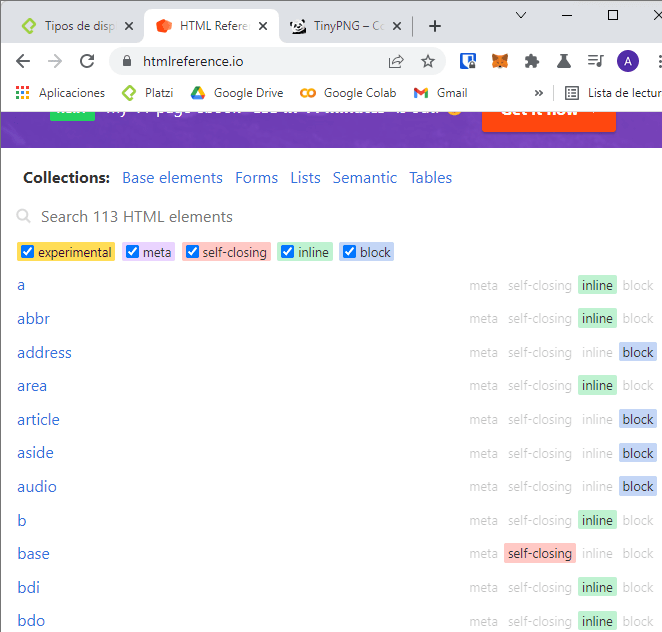 Tipos de disp
HTML Refere
TinyPNG – Co
htmlreference.io
A
Aplicaciones
Platzi
Google Drive
Google Colab
Gmail
»
Lista de lectur
Collections: Base elements Forms Lists Semantic Tables
Search 113 HTML elements
experimental meta self-closing inline block
a meta self-closing inline block
abbr meta self-closing inline block
address meta self-closing inline block
area meta self-closing inline block
article meta self-closing inline block
aside meta self-closing inline block
audio meta self-closing inline block
b meta self-closing inline block
base meta self-closing inline block
bdi meta self-closing inline block
bdo meta self-closing inline block